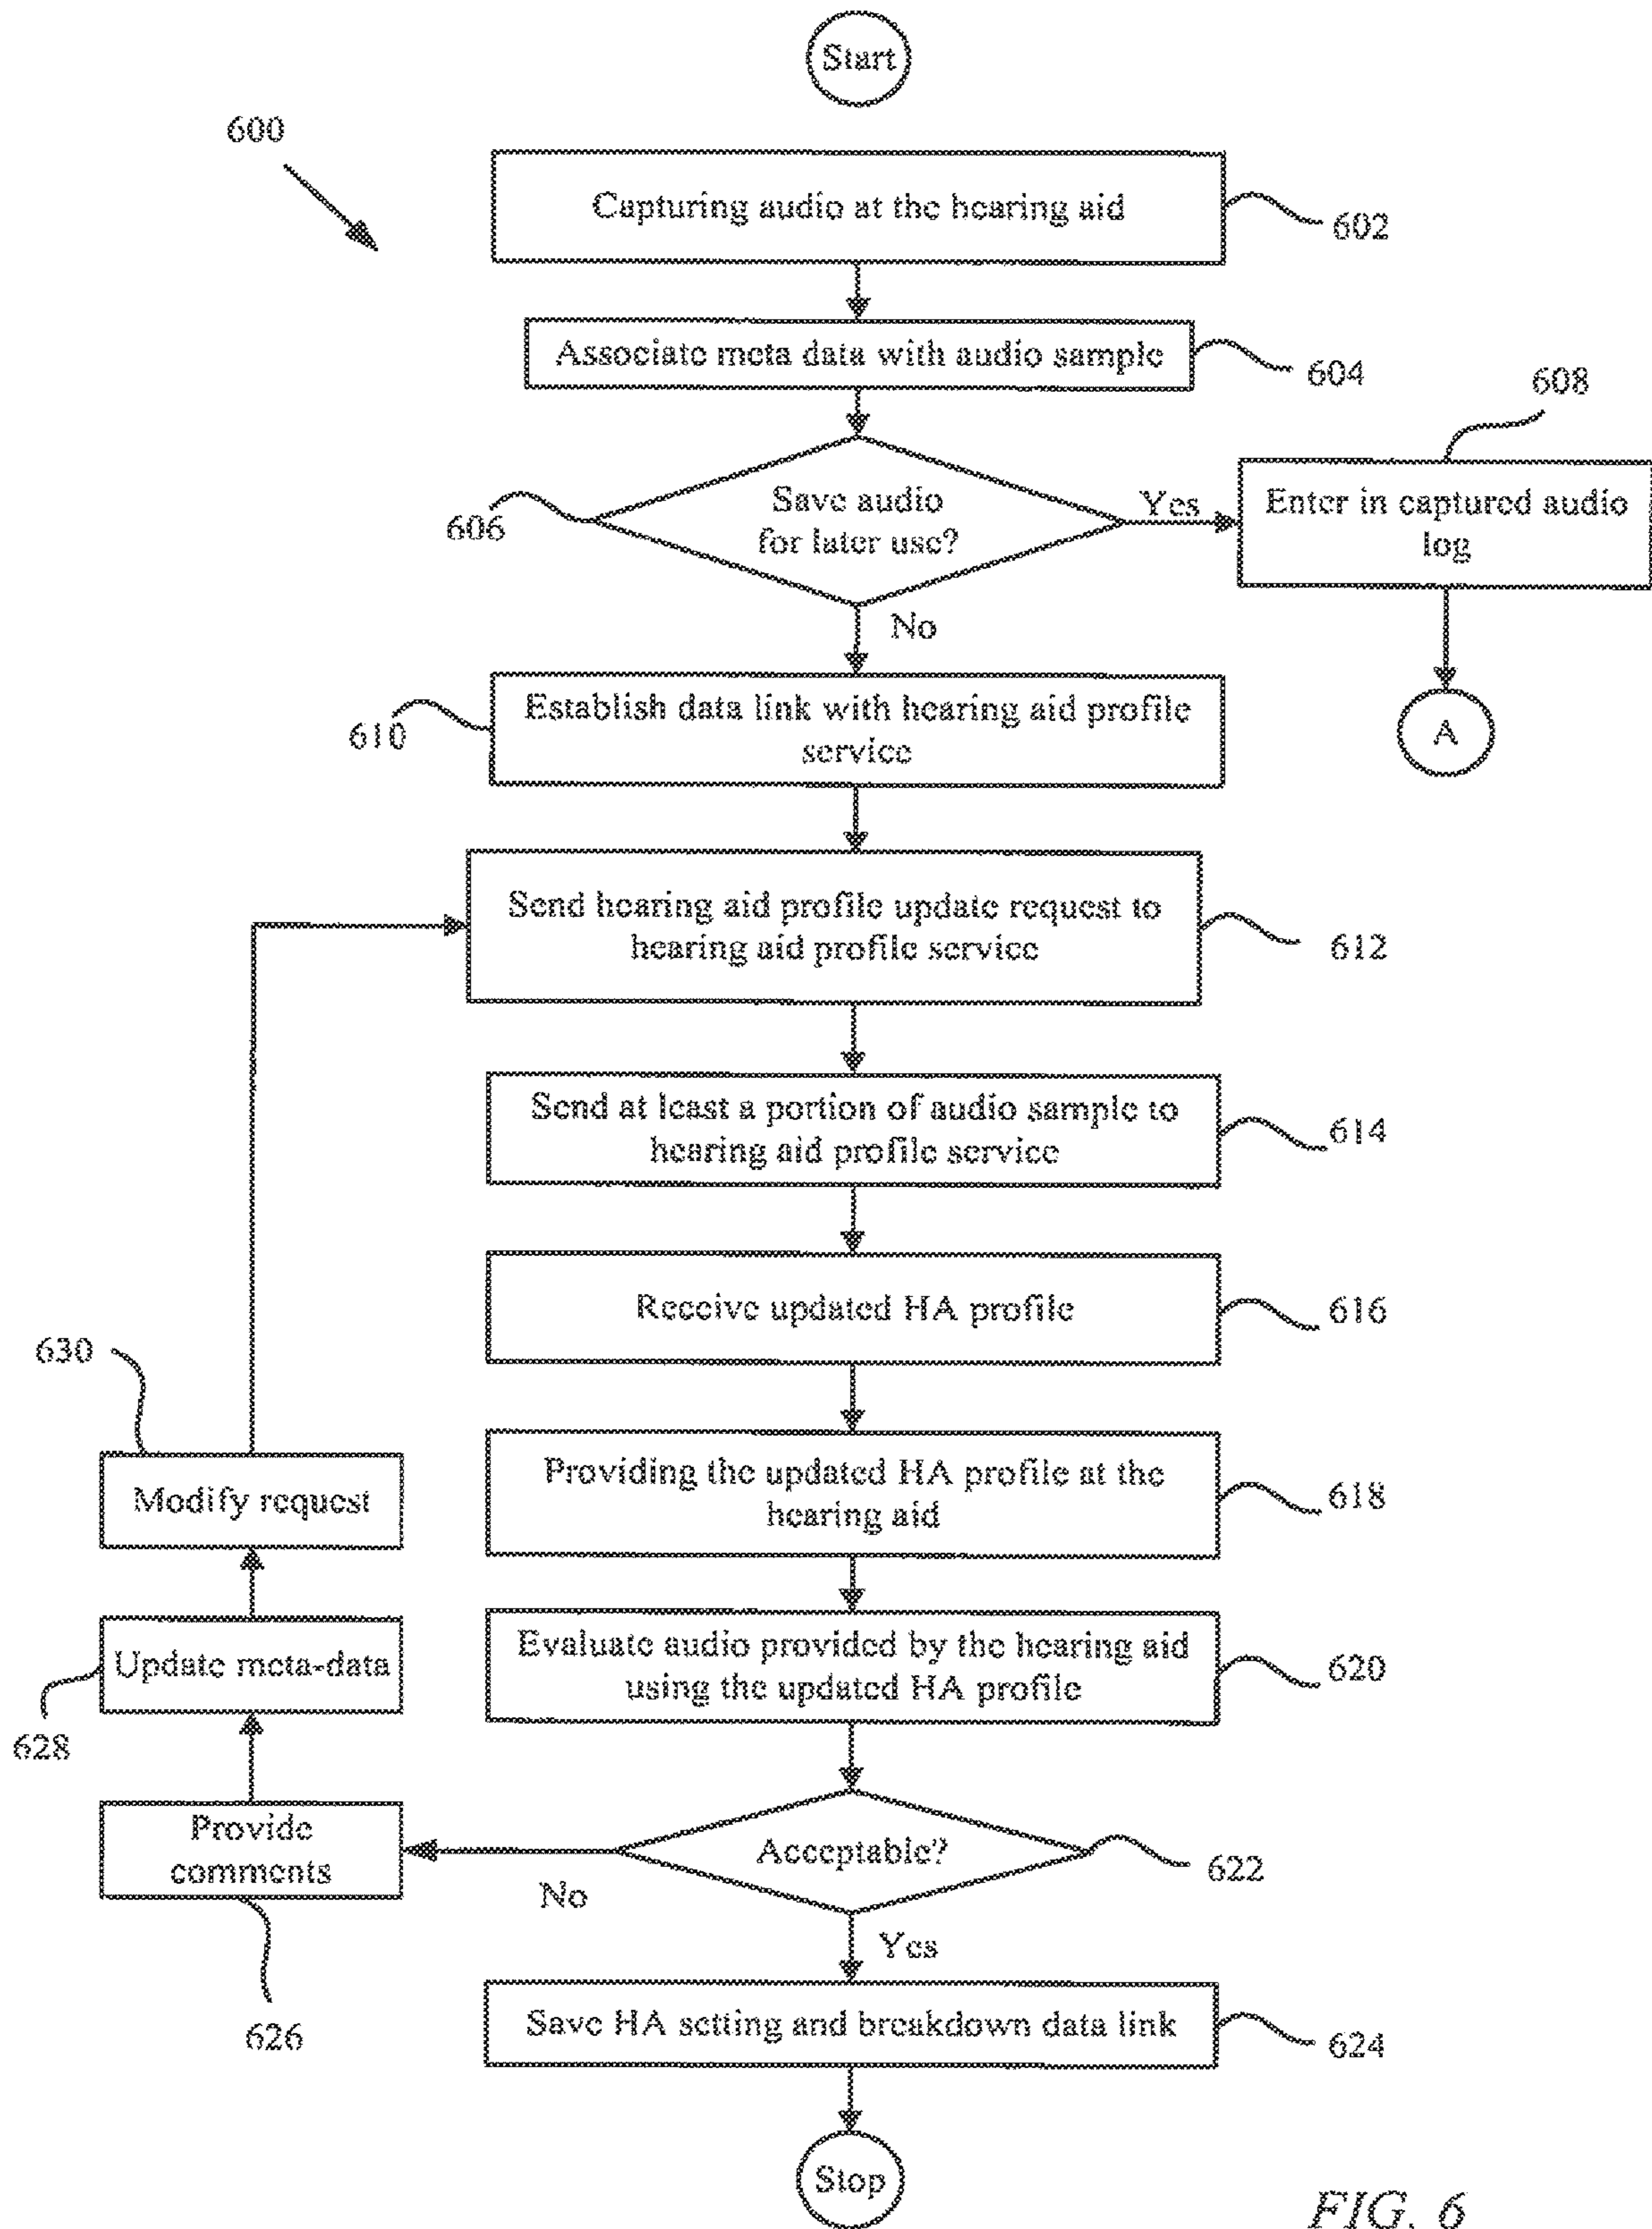 Start
600
Capturing audio at the hearing aid
602
Associate meta data with audio sample
604
608
Save audio
for later use?
606
Yes
Enter in captured audio
log
No
A
Establish data link with hearing aid profile
service
610
Send hearing aid profile update request to
hearing aid profile service
612
Send at least a portion of audio sample to
hearing aid profile service
614
Receive updated HA profile
616
630
Providing the updated HA profile at the
hearing aid
618
Modify request
Evaluate audio provided by the hearing aid
using the updated HA profile
620
Update meta-data
628
Provide
comments
Acceptable?
622
No
Yes
626
Save HA setting and breakdown data link
624
Stop
FIG. 6